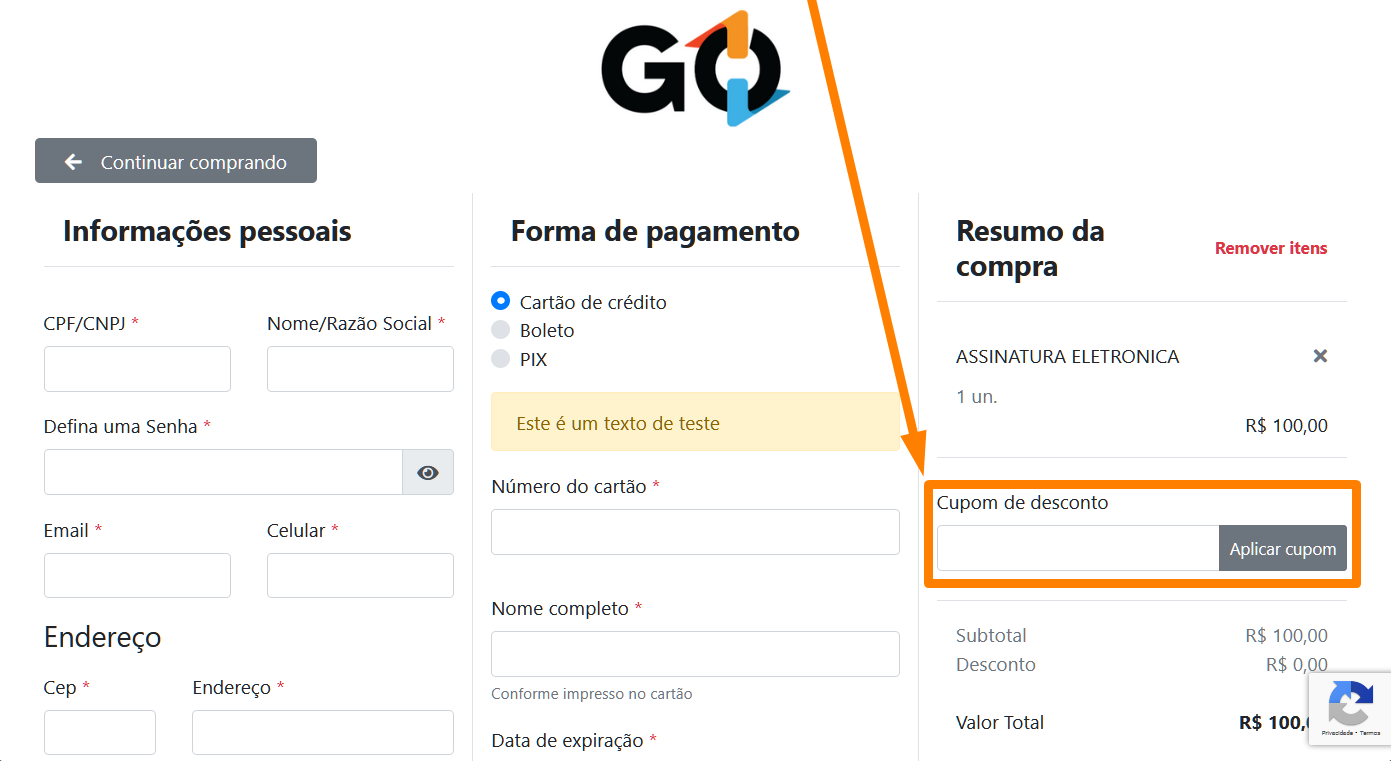 GO
Continuar comprando
Informações pessoais
CPF/CNPJ *
Nome/Razão Social *
Defina uma Senha *
Email *
Celular *
Endereço
Cep *
Endereço *
Forma de pagamento
Cartão de crédito
Boleto
PIX
Este é um texto de teste
Número do cartão *
Nome completo *
Conforme impresso no cartão
Data de expiração *
Resumo da
compra
Remover itens
ASSINATURA ELETRONICA
1 un.
R$ 100,00
Cupom de desconto
Aplicar cupom
Subtotal
R$ 100,00
Desconto
R$ 0,00
Valor Total
R$ 100,
Privacidade - Termos